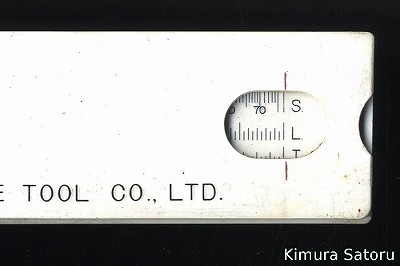 70 S.
L.
T
E TOOL CO., LTD.
Kimura Satoru